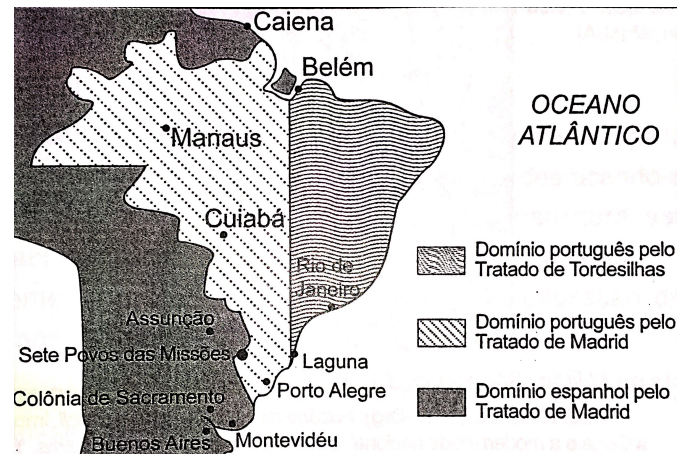 Caiena
Belém
OCEANO
ATLÂNTICO
Manaus
Cuiabá
Rio de
Janeiro
Domínio português pelo
Tratado de Tordesilhas
Assunção
Domínio português pelo
Tratado de Madrid
Sete Povos das Missões
Laguna
Porto Alegre
Colônia de Sacramento
Domínio espanhol pelo
Tratado de Madrid
Buenos Aires
Montevidéu